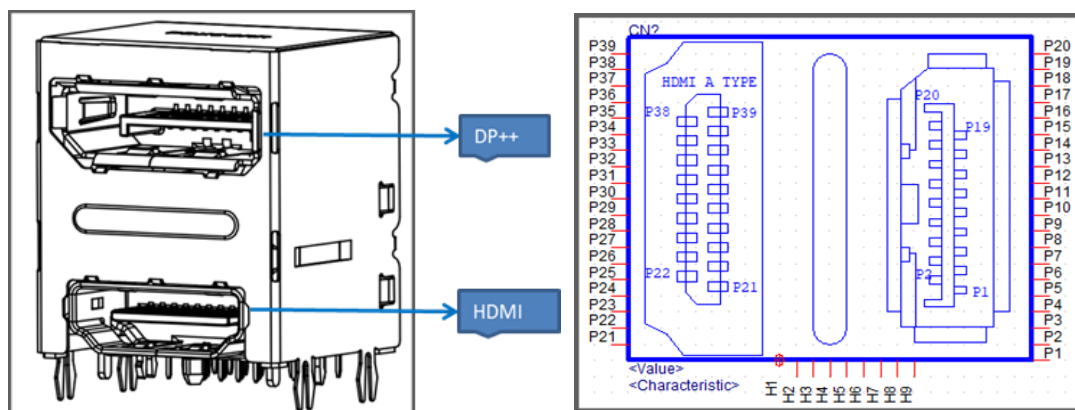 DP++
HDMI
CN?
P39
P38
P37
P36
P35
P34
P33
P32
P31
P30
P29
P28
P27
P26
P25
P24
P23
P22
P21
HDMI A TYPE
P38
P39
P22
P21
P20
P19
P2
P1
P20
P19
P18
P17
P16
P15
P14
P13
P12
P11
P10
P9
P8
P7
P6
P5
P4
P3
P2
P1
<Value>
<Characteristic>
H1
H2
H3
H4
H5
H6
H7
H8
H9